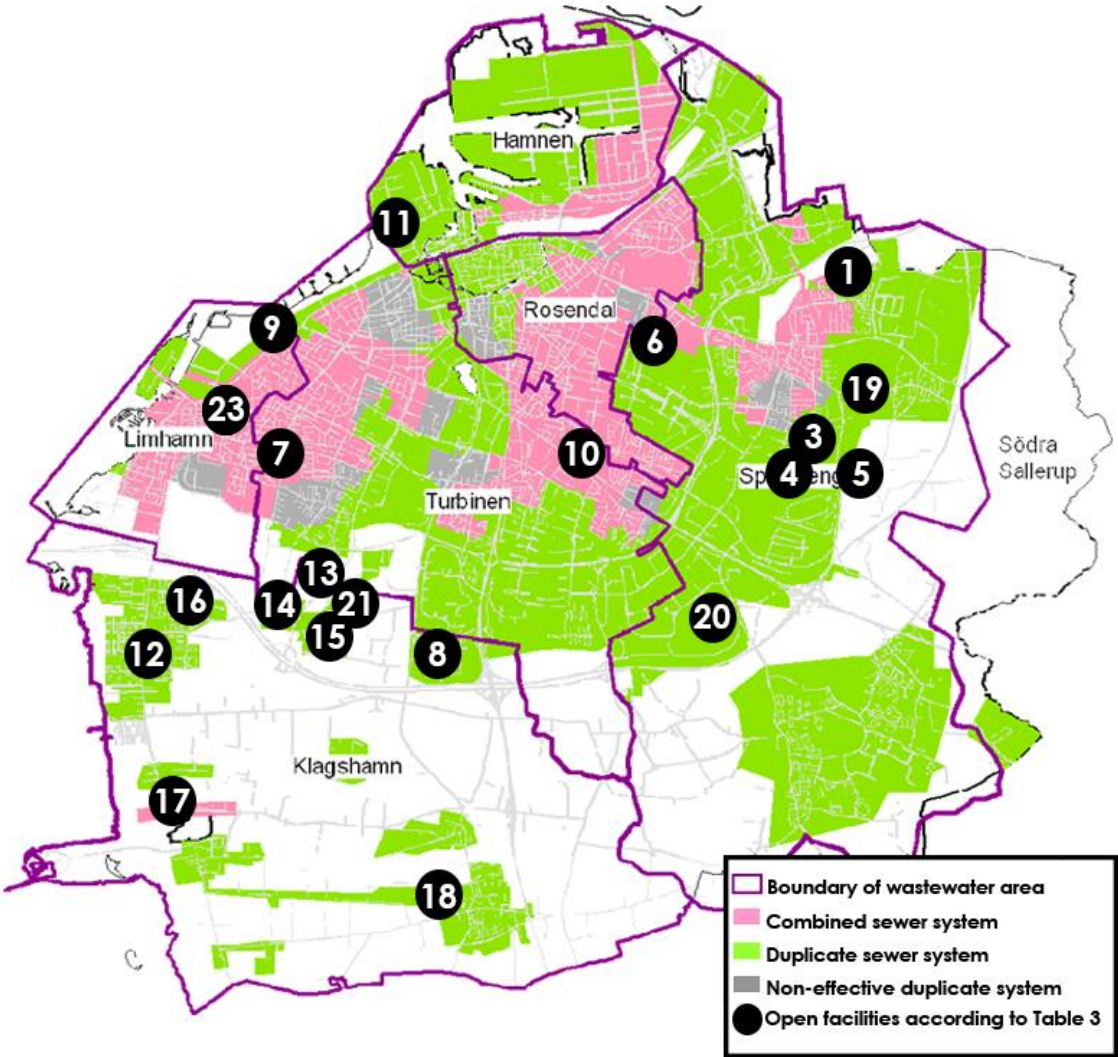 Hamnen
11
1
Rosendal
9
6
19
23
Limhamn
7
10
3
4
5
Södra
Sallerup
Turbinen
13
16
14
21
20
15
12
8
Klagshamn
17
18
Boundary of wastewater area
Combined sewer system
Duplicate sewer system
Non-effective duplicate system
Open facilities according to Table 3